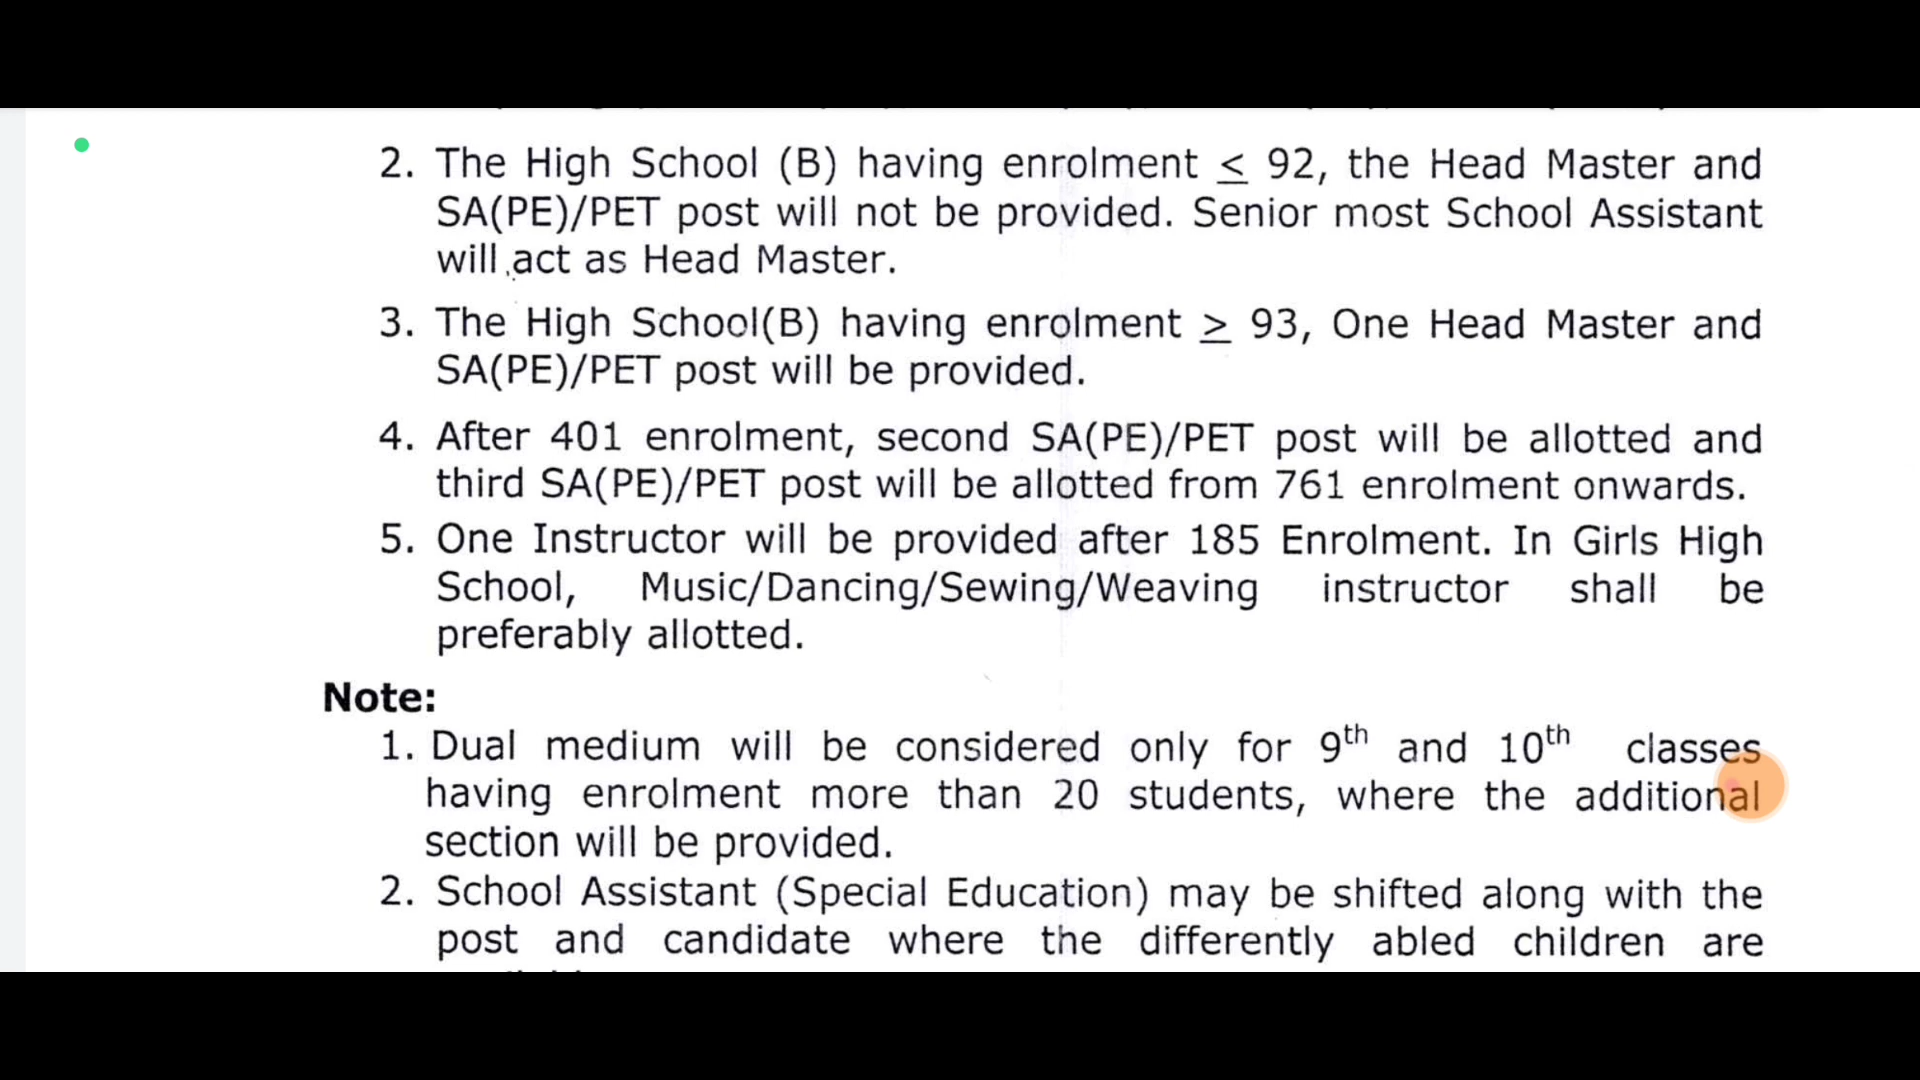 2. The High School (B) having enrolment ≤ 92, the Head Master and
SA(PE)/PET post will not be provided. Senior most School Assistant
will act as Head Master.
3. The High School(B) having enrolment ≥ 93, One Head Master and
SA(PE)/PET post will be provided.
4. After 401 enrolment, second SA(PE)/PET post will be allotted and
third SA(PE)/PET post will be allotted from 761 enrolment onwards.
5. One Instructor will be provided after 185 Enrolment. In Girls High
School, Music/Dancing/Sewing/Weaving instructor shall be
preferably allotted.
Note:
1. Dual medium will be considered only for 9th and 10th classes
having enrolment more than 20 students, where the additional
section will be provided.
2. School Assistant (Special Education) may be shifted along with the
post and candidate where the differently abled children are